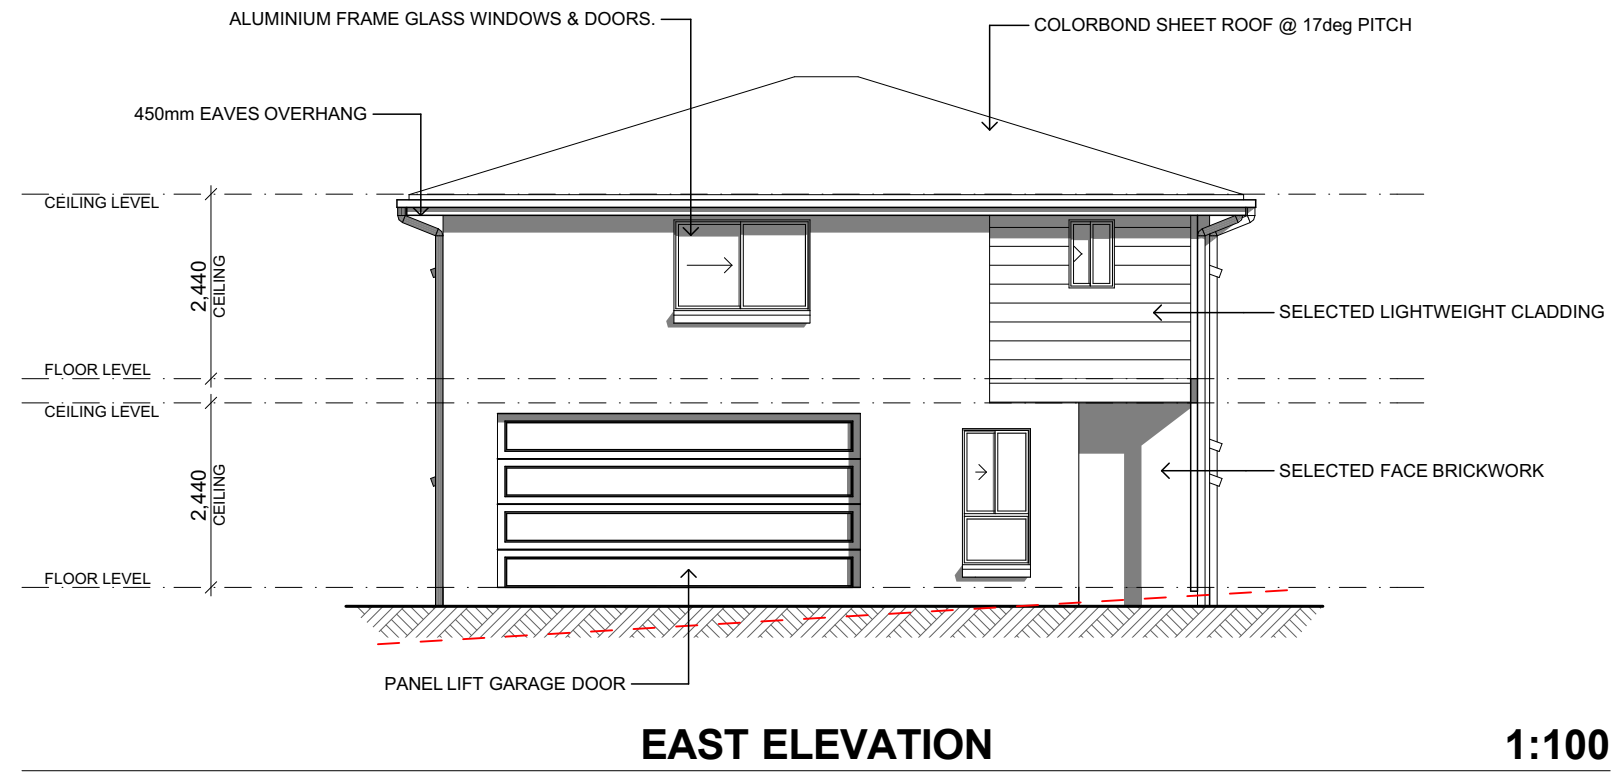 ALUMINIUM FRAME GLASS WINDOWS & DOORS.
COLORBOND SHEET ROOF @ 17deg PITCH
450mm EAVES OVERHANG
CEILING LEVEL
2,440
CEILING
SELECTED LIGHTWEIGHT CLADDING
FLOOR LEVEL
CEILING LEVEL
2,440
CEILING
SELECTED FACE BRICKWORK
FLOOR LEVEL
PANEL LIFT GARAGE DOOR
EAST ELEVATION
1:100